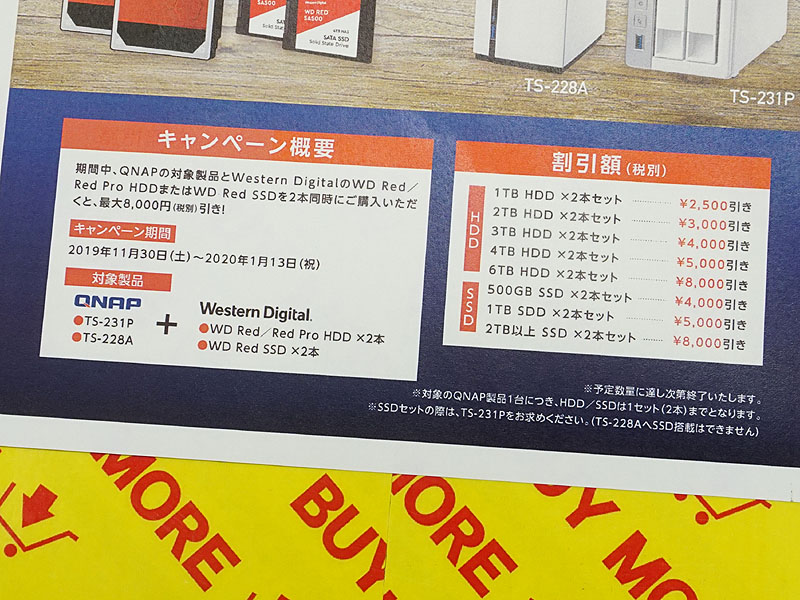 WD RED
SA500
SATA SSD
Solid State Drive
TS-228A
TS-231P
キャンペーン概要
期間中、QNAPの対象製品とWestern DigitalのWD Red／
Red Pro HDDまたはWD Red SSDを2本同時にご購入いただ
くと、最大8,000円(税別)引き!
キャンペーン期間
2019年11月30日(土)～2020年1月13日(祝)
対象製品
QNAP
●TS-231P
●TS-228A
+
Western Digital.
●WD Red／Red Pro HDD ×2本
●WD Red SSD ×2本
割引額(税別)
HDD
1TB HDD ×2本セット ¥2,500引き
2TB HDD ×2本セット ¥3,000引き
3TB HDD ×2本セット ¥4,000引き
4TB HDD ×2本セット ¥5,000引き
6TB HDD ×2本セット ¥8,000引き
SSD
500GB SSD ×2本セット ¥4,000引き
1TB SDD ×2本セット ¥5,000引き
2TB以上 SSD ×2本セット ¥8,000引き
※予定数量に達し次第終了いたします。
※対象のQNAP製品1台につき、HDD／SSDは1セット(2本)までとなります。
※SSDセットの際は、TS-231Pをお求めください。(TS-228AへSSD搭載はできません)
MORE
BUY
MORE
BUY MORE